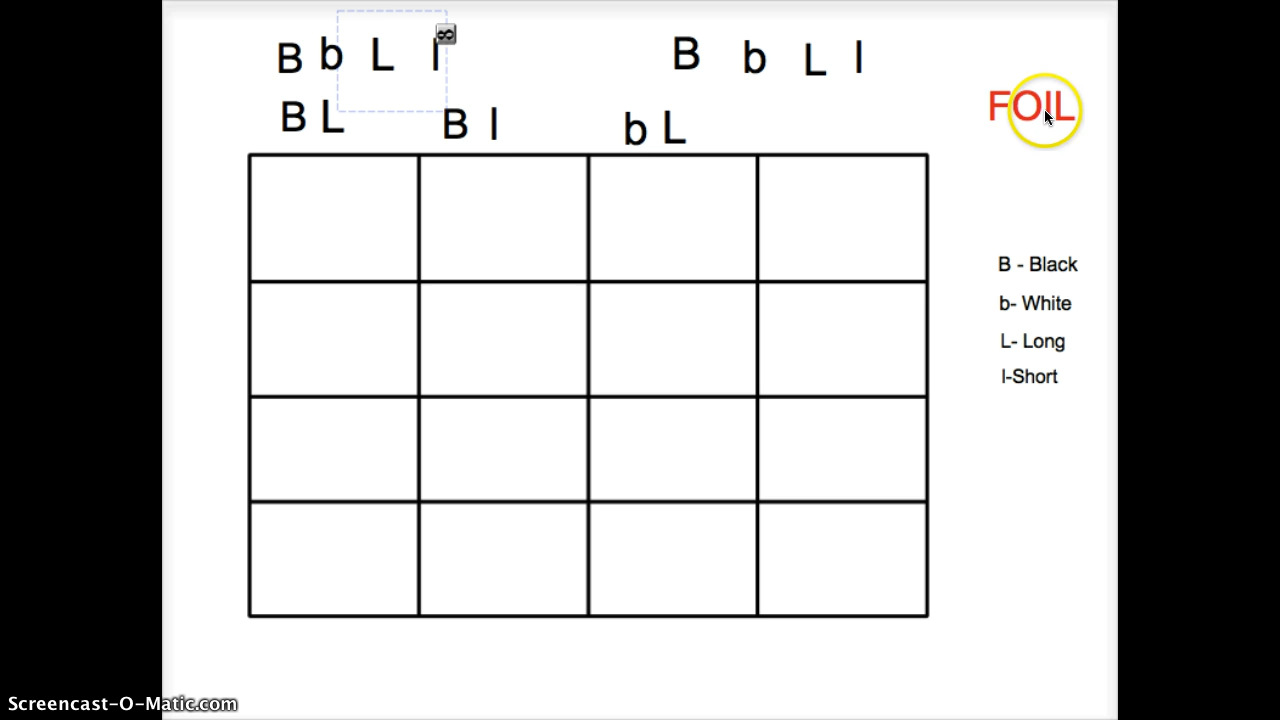 B b L l
B b L l
FOIL
B L
B l
b L
B - Black
b- White
L- Long
l-Short
Screencast-O-Matic.com